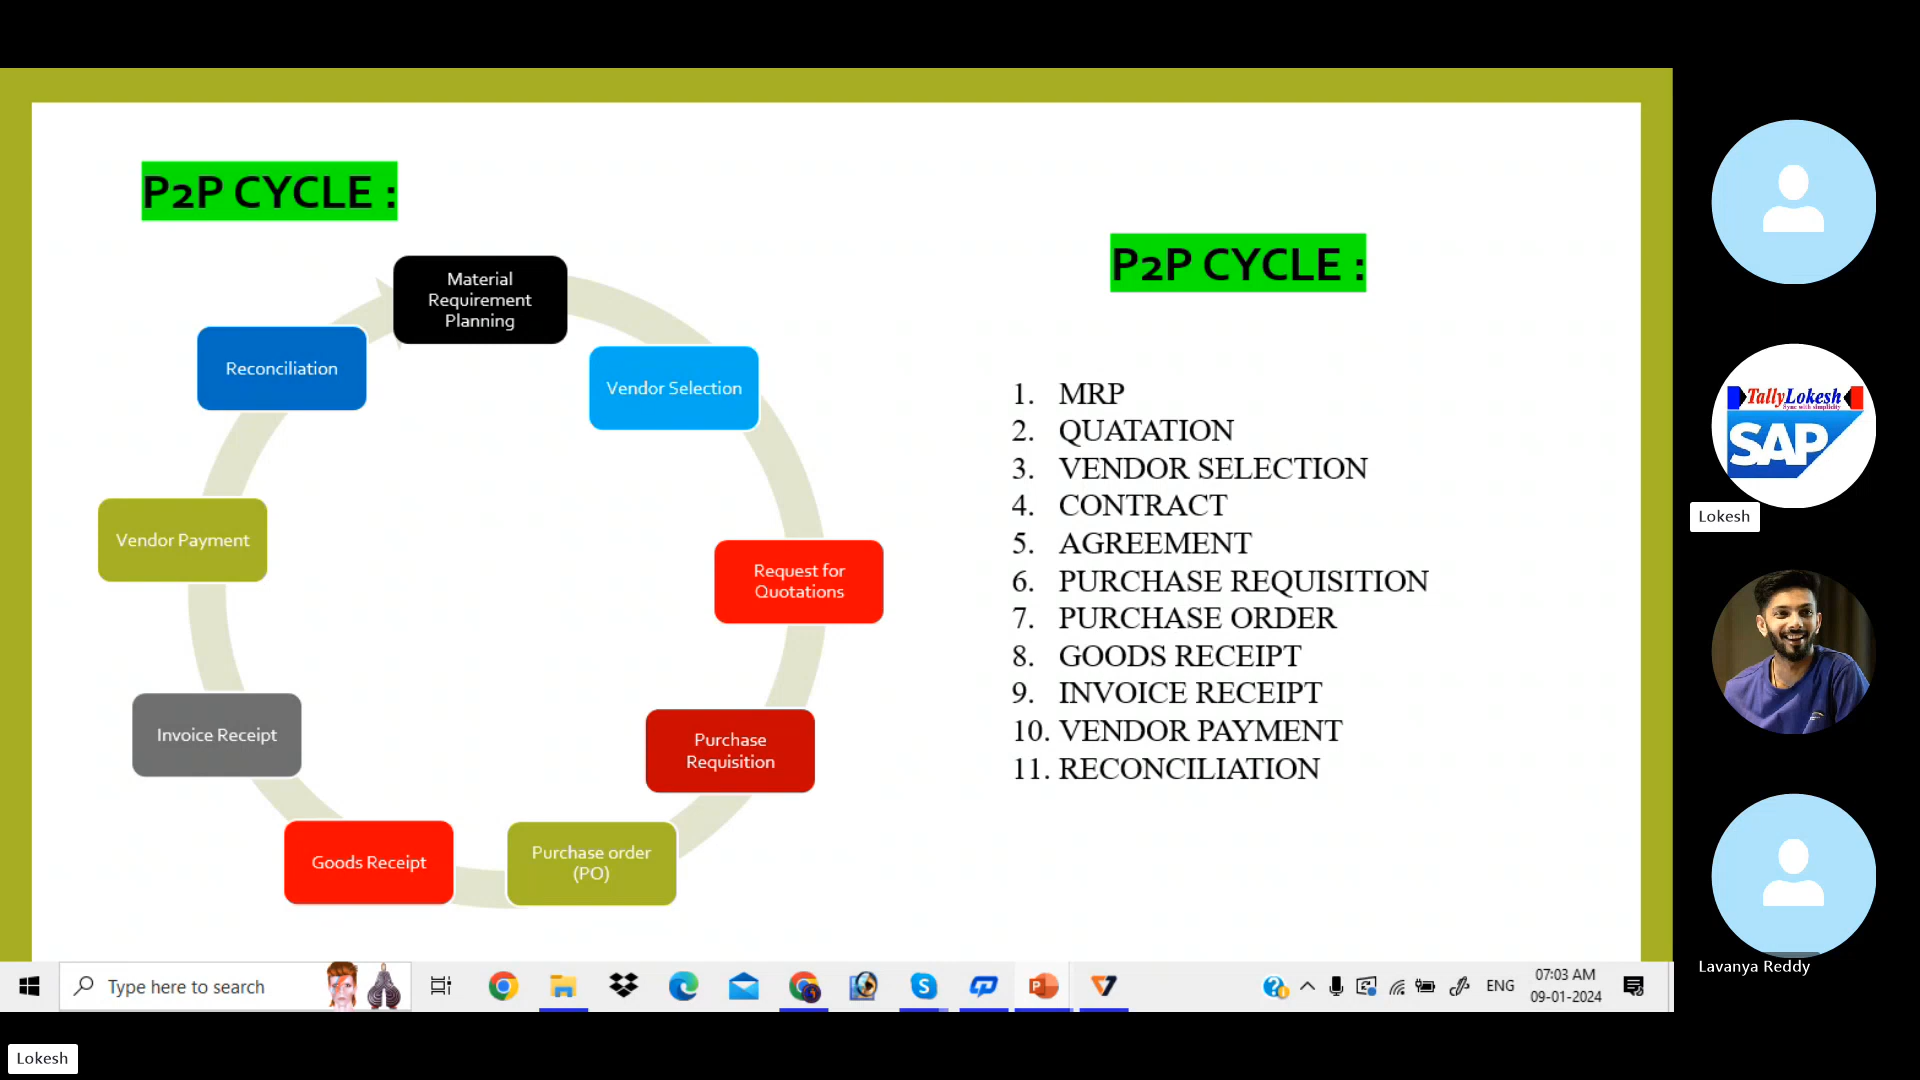 P2P CYCLE :
Material
Requirement
Planning
Vendor Selection
Request for
Quotations
Purchase
Requisition
Purchase order
(PO)
Goods Receipt
Invoice Receipt
Vendor Payment
Reconciliation
P2P CYCLE :
1. MRP
2. QUATATION
3. VENDOR SELECTION
4. CONTRACT
5. AGREEMENT
6. PURCHASE REQUISITION
7. PURCHASE ORDER
8. GOODS RECEIPT
9. INVOICE RECEIPT
10. VENDOR PAYMENT
11. RECONCILIATION
TallyLokesh
Sync with simplicity
SAP
Lokesh
Lavanya Reddy
Type here to search
ENG
07:03 AM
09-01-2024
Lokesh